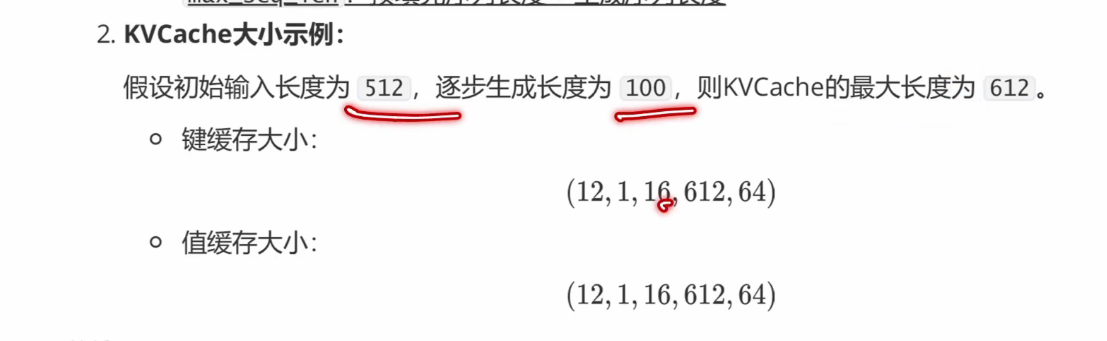 2. KVCache大小示例：
假设初始输入长度为 512，逐步生成长度为 100，则KVCache的最大长度为 612。
键缓存大小：
(12, 1, 16, 612, 64)
值缓存大小：
(12, 1, 16, 612, 64)